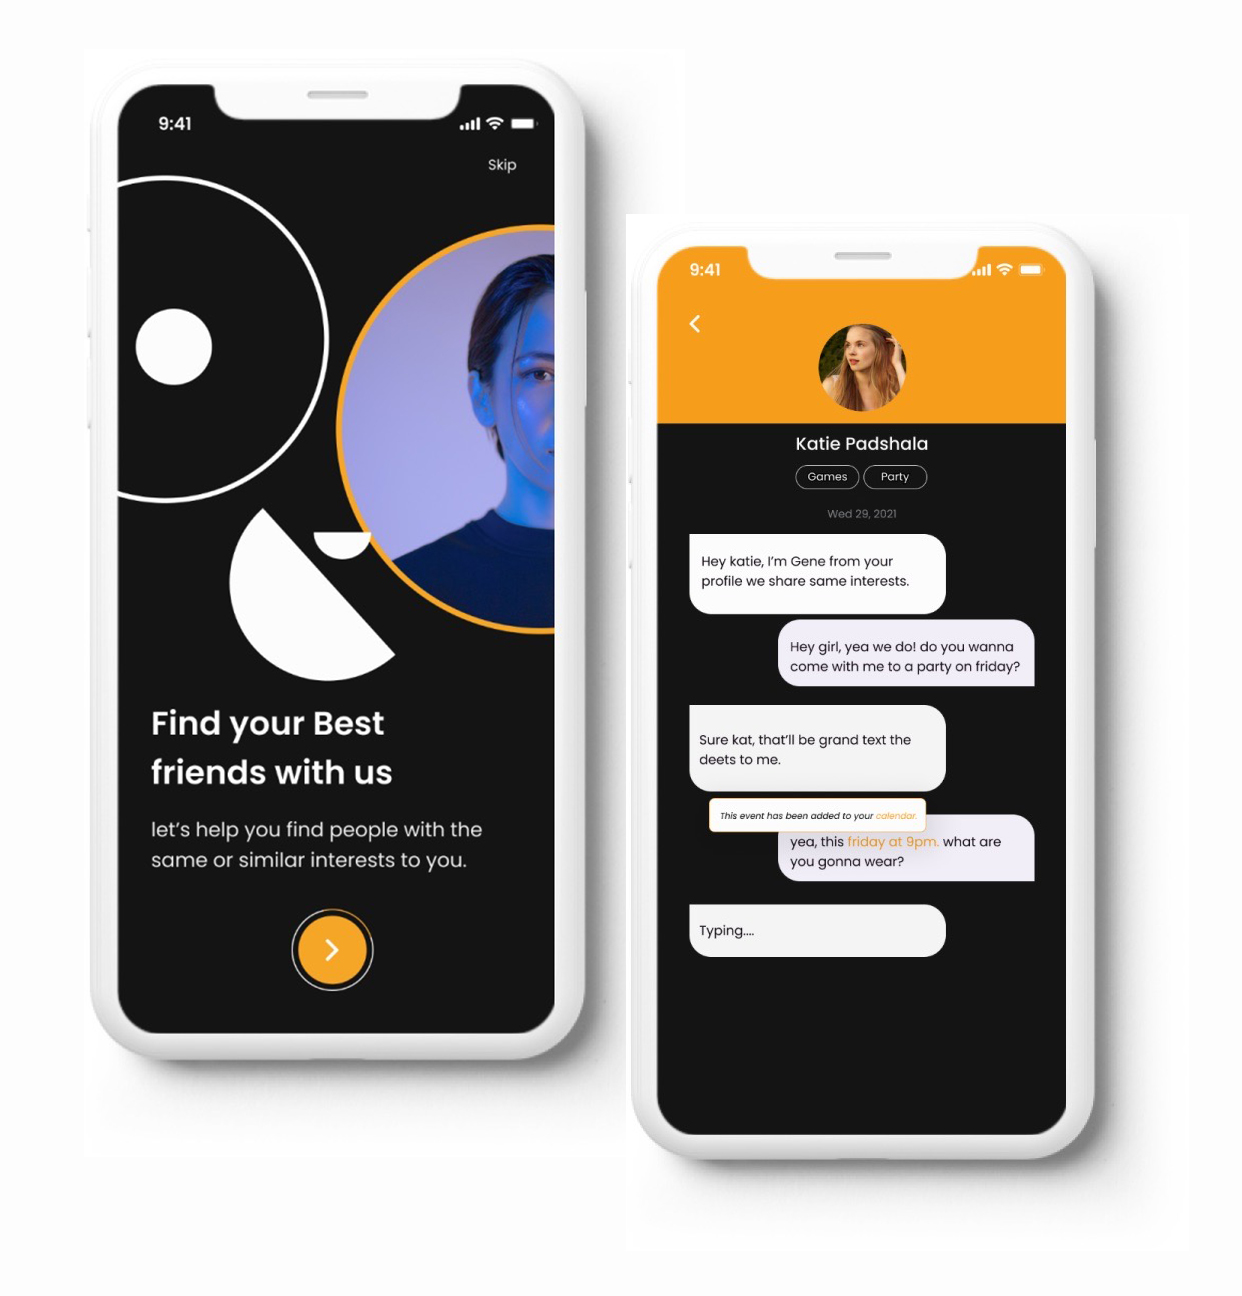 9:41
Skip
Find your Best
friends with us
let's help you find people with the
same or similar interests to you.
9:41
Katie Padshala
Games Party
Wed 29, 2021
Hey katie, I'm Gene from your
profile we share same interests.
Hey girl, yea we do! do you wanna
come with me to a party on friday?
Sure kat, that'll be grand text the
deets to me.
This event has been added to your calendar.
yea, this friday at 9pm. what are
you gonna wear?
Typing....